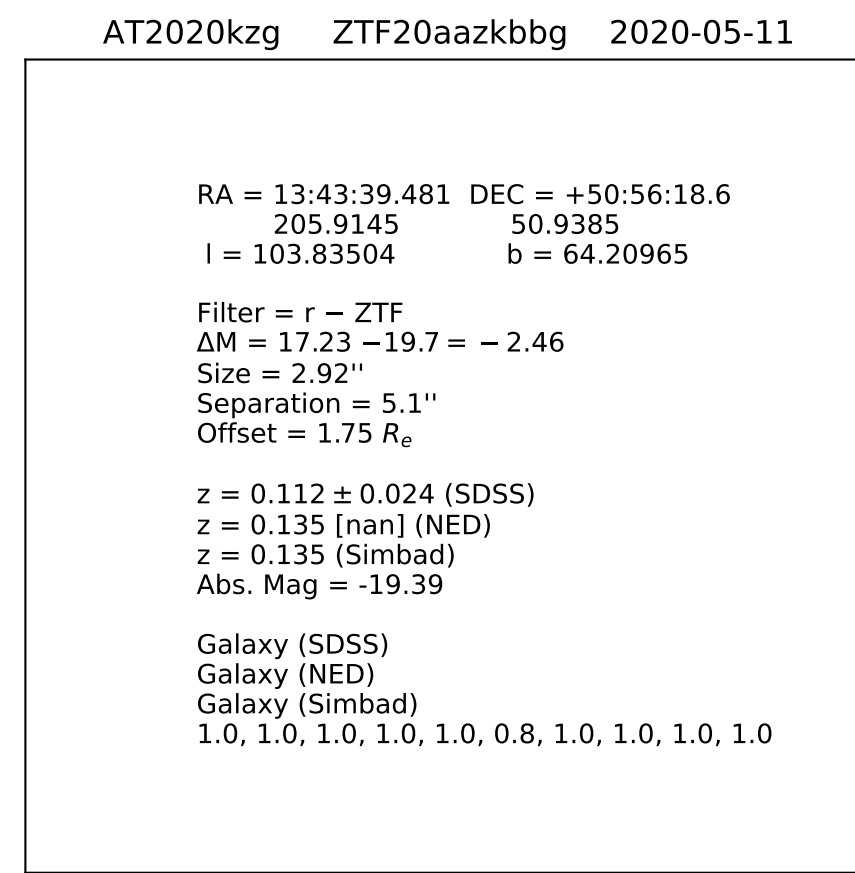 AT2020kzg ZTF20aazkbbg 2020-05-11
RA = 13:43:39.481 DEC = +50:56:18.6
205.9145 50.9385
l = 103.83504 b = 64.20965
Filter = r − ZTF
ΔM = 17.23 −19.7 = − 2.46
Size = 2.92''
Separation = 5.1''
Offset = 1.75 Rₑ
z = 0.112 ± 0.024 (SDSS)
z = 0.135 [nan] (NED)
z = 0.135 (Simbad)
Abs. Mag = -19.39
Galaxy (SDSS)
Galaxy (NED)
Galaxy (Simbad)
1.0, 1.0, 1.0, 1.0, 1.0, 0.8, 1.0, 1.0, 1.0, 1.0